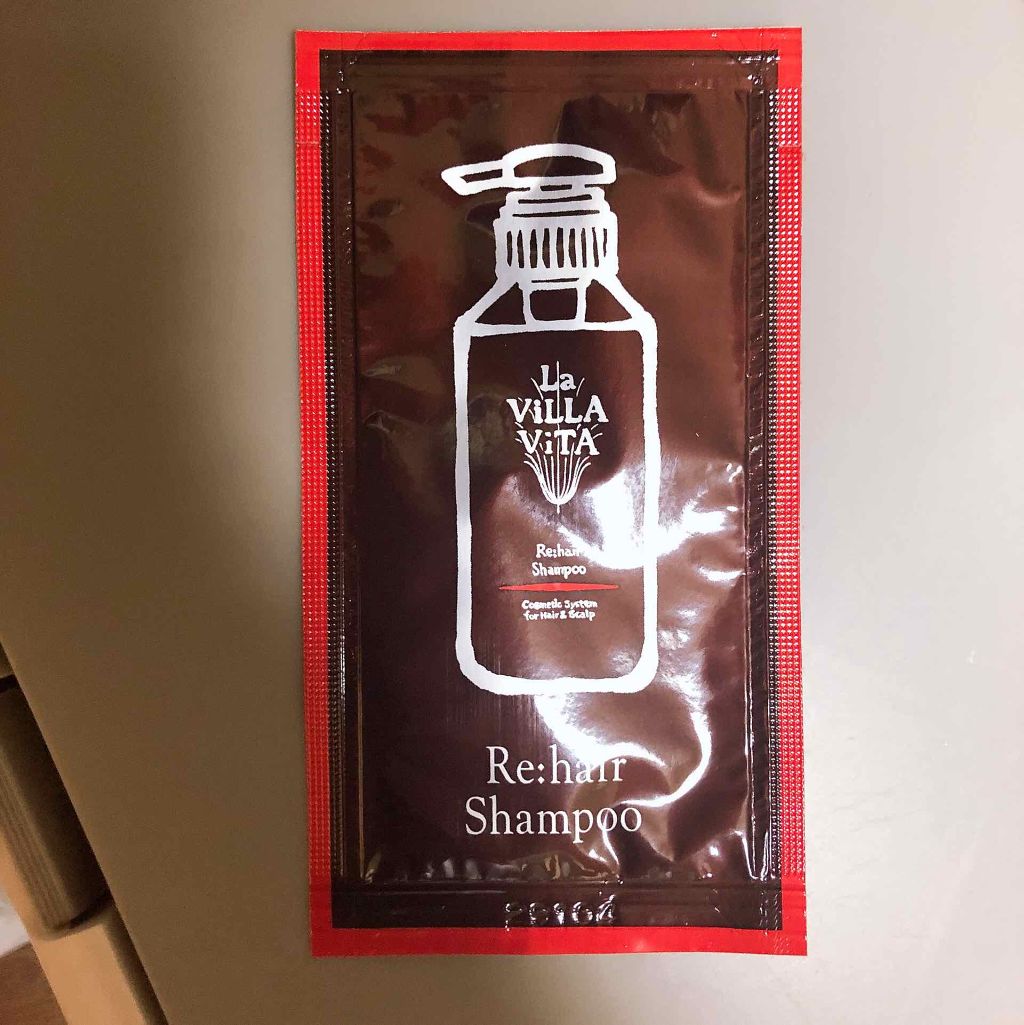 La
ViLLA
ViTA
Re:hair
Shampoo
Cosmetic System
for Hair & Scalp
Re:hair
Shampoo